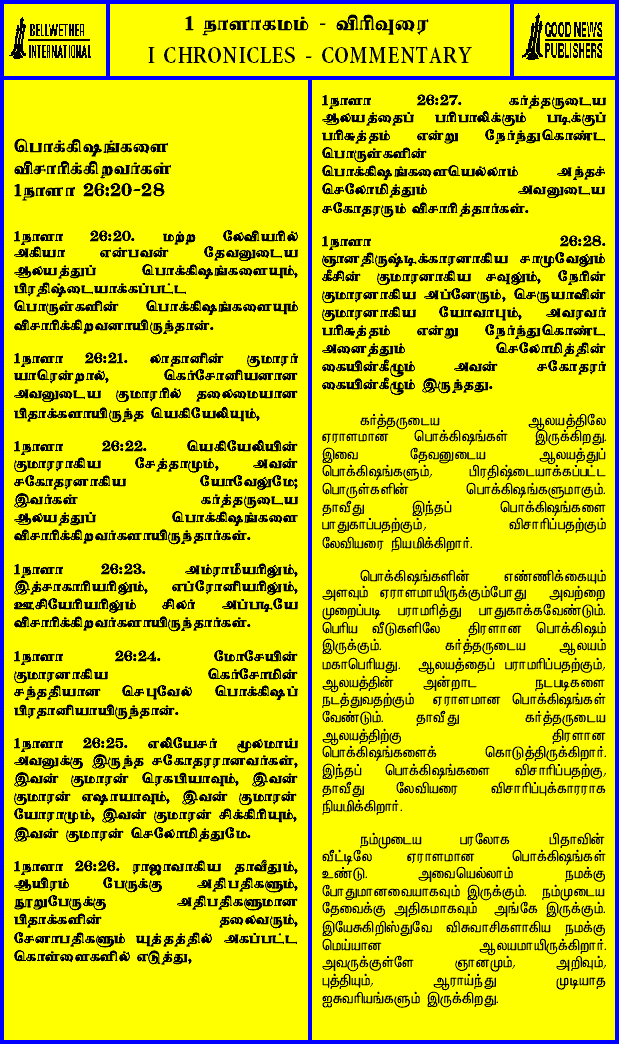 BELLWETHER
INTERNATIONAL
1 நாளாகமம் - விரிவுரை
I CHRONICLES - COMMENTARY
GOOD NEWS
PUBLISHERS
பொக்கிஷங்களை
விசாரிக்கிறவர்கள்
1நாளா 26:20-28
1நாளா 26:20. மற்ற லேவியரில்
அகியா என்பவன் தேவனுடைய
ஆலயத்துப் பொக்கிஷங்களையும்,
பிரதிஷ்டையாக்கப்பட்ட
பொருள்களின் பொக்கிஷங்களையும்
விசாரிக்கிறவனாயிருந்தான்.
1நாளா 26:21. லாதானின் குமாரர்
யாரென்றால், கெர்சோனியனான
அவனுடைய குமாரரில் தலைமையான
பிதாக்களாயிருந்த யெகியேலியும்,
1நாளா 26:22. யெகியேலியின்
குமாரராகிய சேத்தாமும், அவன்
சகோதரனாகிய யோவேலுமே;
இவர்கள் கர்த்தருடைய
ஆலயத்துப் பொக்கிஷங்களை
விசாரிக்கிறவர்களாயிருந்தார்கள்.
1நாளா 26:23. அம்ராமீயரிலும்,
இத்சாகாரியரிலும், எப்ரோனியரிலும்,
ஊசியேரியரிலும் சிலர் அப்படியே
விசாரிக்கிறவர்களாயிருந்தார்கள்.
1நாளா 26:24. மோசேயின்
குமாரனாகிய கெர்சோமின்
சந்ததியான செபுவேல் பொக்கிஷப்
பிரதானியாயிருந்தான்.
1நாளா 26:25. எலியேசர் மூலமாய்
அவனுக்கு இருந்த சகோதரரானவர்கள்,
இவன் குமாரன் ரெகபியாவும், இவன்
குமாரன் எஷாயாவும், இவன் குமாரன்
யோராமும், இவன் குமாரன் சிக்கிரியும்,
இவன் குமாரன் செலோமித்துமே.
1நாளா 26:26. ராஜாவாகிய தாவீதும்,
ஆயிரம் பேருக்கு அதிபதிகளும்,
நூறுபேருக்கு அதிபதிகளுமான
பிதாக்களின் தலைவரும்,
சேனாபதிகளும் யுத்தத்தில் அகப்பட்ட
கொள்ளைகளில் எடுத்து,
1நாளா 26:27. கர்த்தருடைய
ஆலயத்தைப் பரிபாலிக்கும் படிக்குப்
பரிசுத்தம் என்று நேர்ந்துகொண்ட
பொருள்களின்
பொக்கிஷங்களையெல்லாம் அந்தச்
செலோமித்தும் அவனுடைய
சகோதரரும் விசாரித்தார்கள்.
1நாளா 26:28.
ஞானதிருஷ்டிக்காரனாகிய சாமுவேலும்
கீசின் குமாரனாகிய சவுலும், நேரின்
குமாரனாகிய அப்னேரும், செருயாவின்
குமாரனாகிய யோவாபும், அவரவர்
பரிசுத்தம் என்று நேர்ந்துகொண்ட
அனைத்தும் செலோமித்தின்
கையின்கீழும் அவன் சகோதரர்
கையின்கீழும் இருந்தது.
கர்த்தருடைய ஆலயத்திலே
ஏராளமான பொக்கிஷங்கள் இருக்கிறது.
இவை தேவனுடைய ஆலயத்துப்
பொக்கிஷங்களும், பிரதிஷ்டையாக்கப்பட்ட
பொருள்களின் பொக்கிஷங்களுமாகும்.
தாவீது இந்தப் பொக்கிஷங்களை
பாதுகாப்பதற்கும், விசாரிப்பதற்கும்
லேவியரை நியமிக்கிறார்.
பொக்கிஷங்களின் எண்ணிக்கையும்
அளவும் ஏராளமாயிருக்கும்போது அவற்றை
முறைப்படி பராமரித்து பாதுகாக்கவேண்டும்.
பெரிய வீடுகளிலே திரளான பொக்கிஷம்
இருக்கும். கர்த்தருடைய ஆலயம்
மகாபெரியது. ஆலயத்தைப் பராமரிப்பதற்கும்,
ஆலயத்தின் அன்றாட நடபடிகளை
நடத்துவதற்கும் ஏராளமான பொக்கிஷங்கள்
வேண்டும். தாவீது கர்த்தருடைய
ஆலயத்திற்கு திரளான
பொக்கிஷங்களைக் கொடுத்திருக்கிறார்.
இந்தப் பொக்கிஷங்களை விசாரிப்பதற்கு,
தாவீது லேவியரை விசாரிப்புக்காரராக
நியமிக்கிறார்.
நம்முடைய பரலோக பிதாவின்
வீட்டிலே ஏராளமான பொக்கிஷங்கள்
உண்டு. அவையெல்லாம் நமக்கு
போதுமானவையாகவும் இருக்கும். நம்முடைய
தேவைக்கு அதிகமாகவும் அங்கே இருக்கும்.
இயேசுகிறிஸ்துவே விசுவாசிகளாகிய நமக்கு
மெய்யான ஆலயமாயிருக்கிறார்.
அவருக்குள்ளே ஞானமும், அறிவும்,
புத்தியும், ஆராய்ந்து முடியாத
ஐசுவரியங்களும் இருக்கிறது.